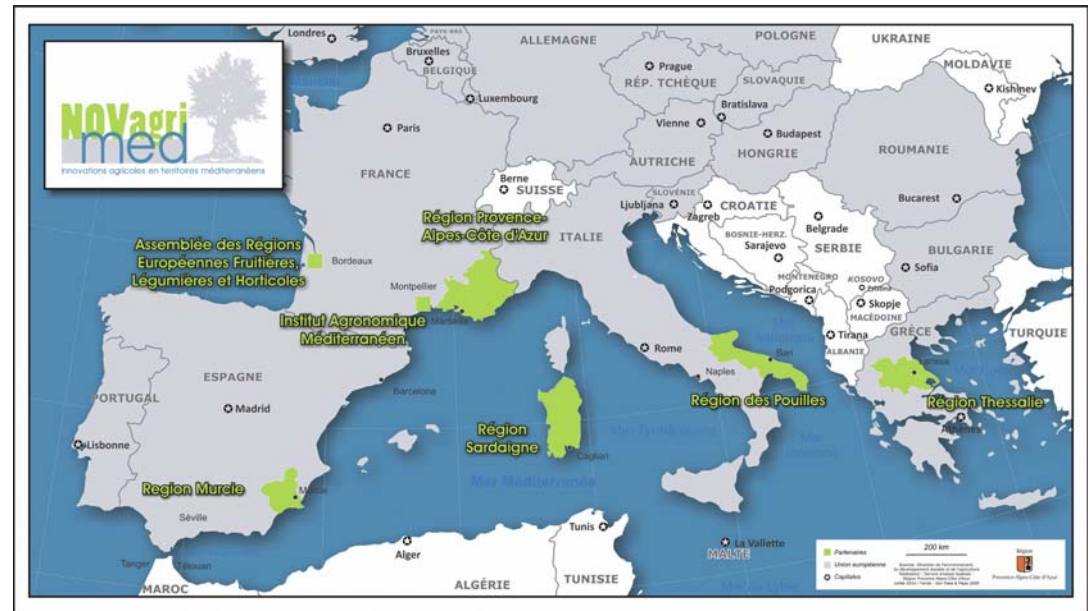 NOVagri
med
Innovations agricoles en territoires méditerranéens
Londres
PAYS-BAS
Bruxelles
BELGIQUE
Luxembourg
Paris
FRANCE
ALLEMAGNE
POLOGNE
Prague
RÉP. TCHÈQUE
SLOVAQUIE
Bratislava
Vienne
Budapest
AUTRICHE
HONGRIE
UKRAINE
MOLDAVIE
Kishinev
ROUMANIE
Bucarest
Berne
SUISSE
SLOVÉNIE
Ljubljana
Zagreb
CROATIE
Belgrade
BOSNIE-HERZ.
Sarajevo
SERBIE
BULGARIE
Sofia
MONTENEGRO
Podgorica
KOSOVO
Skopje
MACÉDOINE
Tirana
ALBANIE
GRÈCE
TURQUIE
Région Provence-
Alpes-Côte d'Azur
ITALIE
Assemblée des Régions
Européennes Fruitières,
Légumières et Horticoles
Bordeaux
Montpellier
Marseille
Institut Agronomique
Méditerranéen
Rome
Naples
Bari
Région des Pouilles
Larissa
Région Thessalie
Athènes
ESPAGNE
Barcelone
Madrid
PORTUGAL
Lisbonne
Région
Sardaigne
Cagliari
Mer Tyrrhénienne
Mer Méditerranée
Region Murcie
Murcie
Séville
Tanger
Tétouan
MAROC
Alger
ALGÉRIE
Tunis
TUNISIE
La Vallette
MALTE
Partenaires
Union européenne
Capitales
200 km
Région
Provence-Alpes-Côte d'Azur